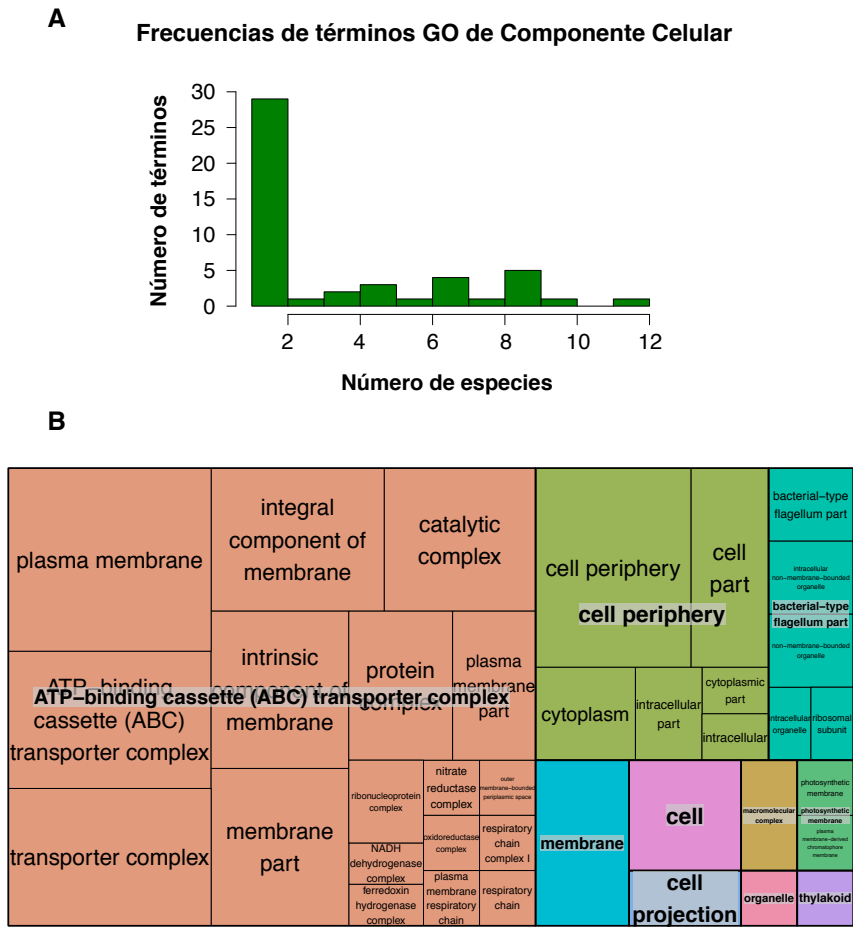 A
Frecuencias de términos GO de Componente Celular
Número de términos
30
25
20
15
10
5
0
2 4 6 8 10 12
Número de especies
B
plasma membrane
ATP−binding
cassette (ABC)
transporter complex
transporter complex
integral
component of
membrane
catalytic
complex
intrinsic
component of
membrane
protein
complex
plasma
membrane
part
ATP−binding cassette (ABC) transporter complex
membrane
part
ribonucleoprotein
complex
NADH
dehydrogenase
complex
ferredoxin
hydrogenase
complex
nitrate
reductase
complex
oxidoreductase
complex
plasma
membrane
respiratory
chain
outer
membrane−bounded
periplasmic space
respiratory
chain
complex I
respiratory
chain
cell periphery
cell
part
cell periphery
cytoplasm
intracellular
part
cytoplasmic
part
intracellular
bacterial−type
flagellum part
intracellular
non−membrane−bounded
organelle
bacterial−type
flagellum part
non−membrane−bounded
organelle
intracellular
organelle
ribosomal
subunit
membrane
cell
cell
projection
macromolecular
complex
photosynthetic
membrane
photosynthetic
membrane
plasma
membrane−derived
chromatophore
membrane
organelle
thylakoid